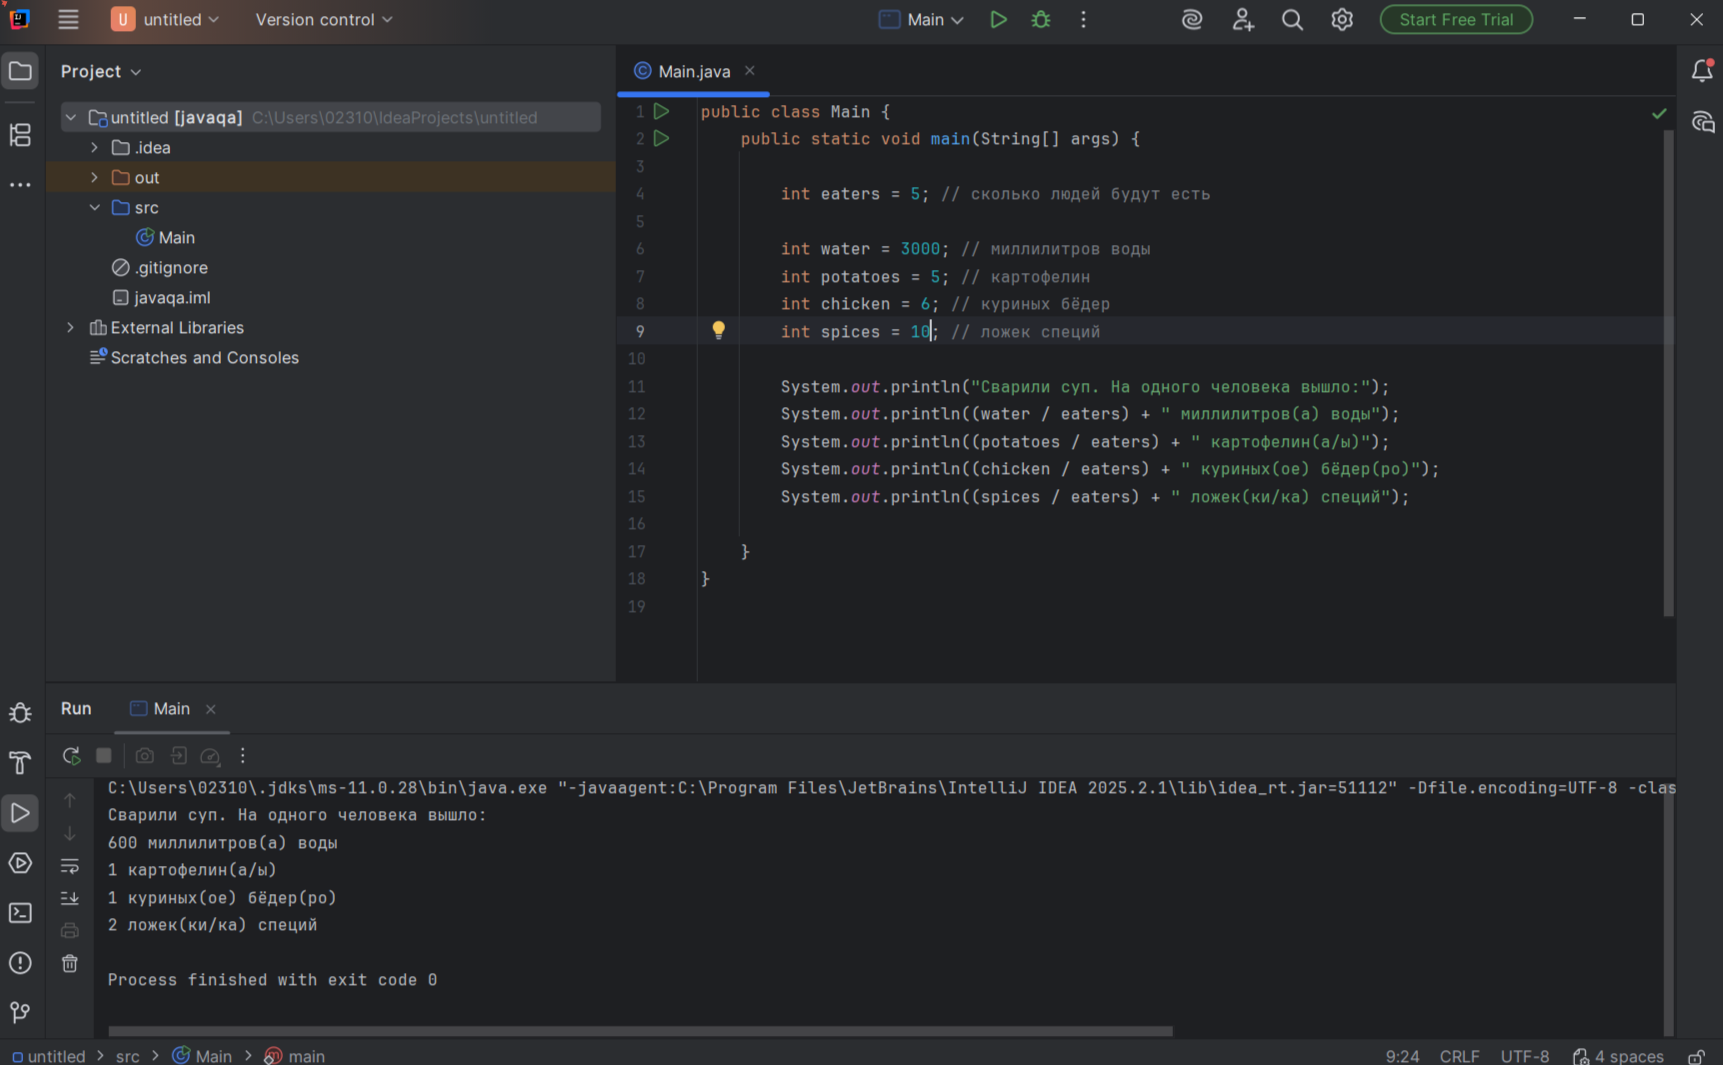 U untitled Version control Main Start Free Trial
Project
untitled [javaqa] C:\Users\02310\IdeaProjects\untitled
.idea
out
src
Main
.gitignore
javaqa.iml
External Libraries
Scratches and Consoles
Main.java
1 public class Main {
2 public static void main(String[] args) {
3
4 int eaters = 5; // сколько людей будут есть
5
6 int water = 3000; // миллилитров воды
7 int potatoes = 5; // картофелин
8 int chicken = 6; // куриных бёдер
9 int spices = 10; // ложек специй
10
11 System.out.println("Сварили суп. На одного человека вышло:");
12 System.out.println((water / eaters) + " миллилитров(а) воды");
13 System.out.println((potatoes / eaters) + " картофелин(а/ы)");
14 System.out.println((chicken / eaters) + " куриных(ое) бёдер(ро)");
15 System.out.println((spices / eaters) + " ложек(ки/ка) специй");
16
17 }
18 }
19
Run Main
C:\Users\02310\.jdks\ms-11.0.28\bin\java.exe "-javaagent:C:\Program Files\JetBrains\IntelliJ IDEA 2025.2.1\lib\idea_rt.jar=51112" -Dfile.encoding=UTF-8 -clas
Сварили суп. На одного человека вышло:
600 миллилитров(а) воды
1 картофелин(а/ы)
1 куриных(ое) бёдер(ро)
2 ложек(ки/ка) специй
Process finished with exit code 0
untitled > src > Main > main 9:24 CRLF UTF-8 4 spaces